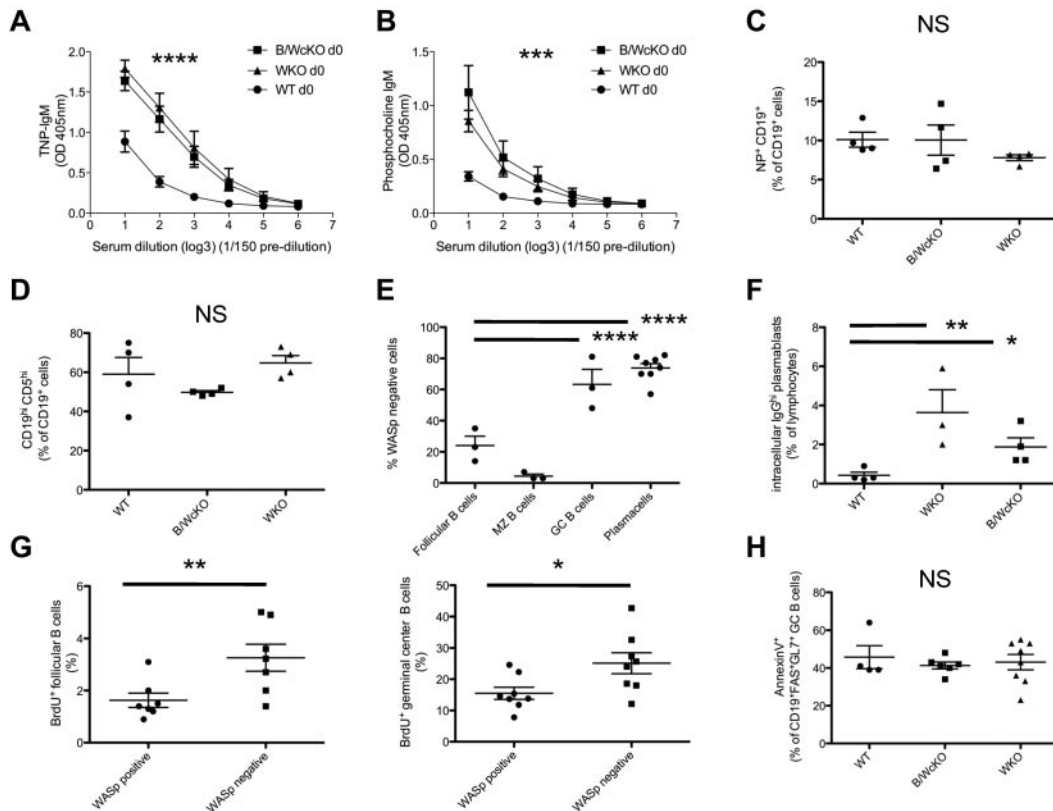 A
TNP-IgM
(OD 405nm)
2.0
1.5
1.0
0.5
0.0
****
B/WcKO d0
WKO d0
WT d0
0 1 2 3 4 5 6 7
Serum dilution (log3) (1/150 pre-dilution)
B
Phosphocholine IgM
(OD 405nm)
1.5
1.0
0.5
0.0
***
B/WcKO d0
WKO d0
WT d0
0 1 2 3 4 5 6 7
Serum dilution (log3) (1/150 pre-dilution)
C
NS
NP+ CD19+
(% of CD19+ cells)
20
15
10
5
0
WT
B/WcKO
WKO
D
NS
CD19hi CD5hi
(% of CD19+ cells)
80
60
40
20
0
WT
B/WcKO
WKO
E
% WASp negative cells
100
80
60
40
20
0
****
****
Follicular B cells
MZ B cells
GC B cells
Plasmacells
F
intracellular IgGhi plasmablasts
(% of lymphocytes)
8
6
4
2
0
**
*
WT
WKO
B/WcKO
G
BrdU+ follicular B cells
(%)
6
4
2
0
**
WASp positive
WASp negative
BrdU+ germinal center B cells
(%)
50
40
30
20
10
0
*
WASp positive
WASp negative
H
NS
AnnexinV+
(% of CD19+FAS+GL7+ GC B cells)
100
80
60
40
20
0
WT
B/WcKO
WKO